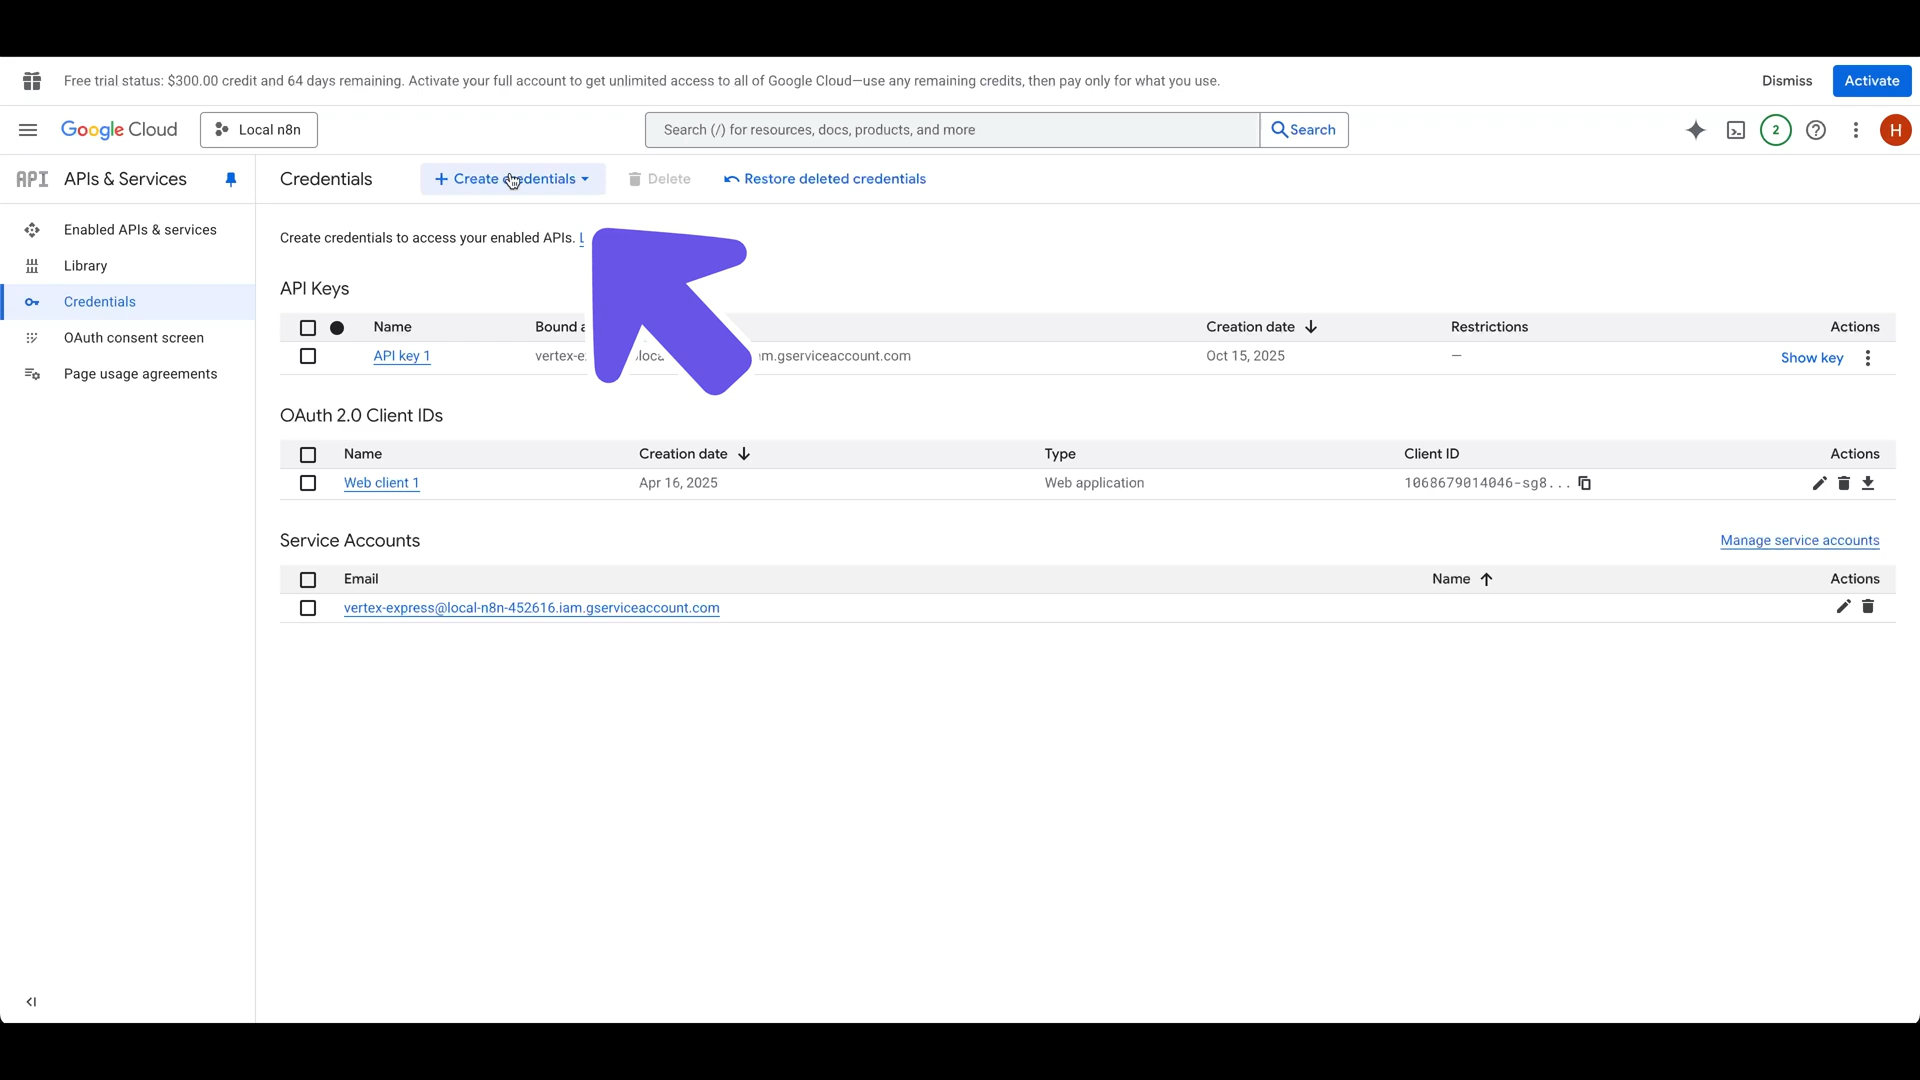 Free trial status: $300.00 credit and 64 days remaining. Activate your full account to get unlimited access to all of Google Cloud—use any remaining credits, then pay only for what you use.
Dismiss
Activate
Google Cloud
Local n8n
Search (/) for resources, docs, products, and more
Search
2
H
API
APIs & Services
Credentials
Create credentials
Delete
Restore deleted credentials
Enabled APIs & services
Library
Credentials
OAuth consent screen
Page usage agreements
Create credentials to access your enabled APIs.
API Keys
Name
Bound
Creation date
Restrictions
Actions
API key 1
am.gserviceaccount.com
Oct 15, 2025
—
Show key
OAuth 2.0 Client IDs
Name
Creation date
Type
Client ID
Actions
Web client 1
Apr 16, 2025
Web application
1068679014046-sg8...
Service Accounts
Manage service accounts
Email
Name
Actions
vertex-express@local-n8n-452616.iam.gserviceaccount.com